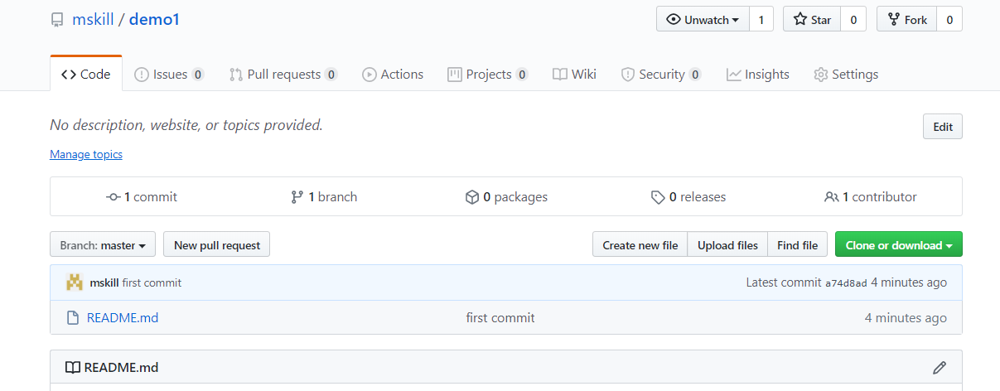 mskill / demo1 Unwatch 1 Star 0 Fork 0
Code Issues 0 Pull requests 0 Actions Projects 0 Wiki Security 0 Insights Settings
No description, website, or topics provided. Edit
Manage topics
1 commit 1 branch 0 packages 0 releases 1 contributor
Branch: master New pull request Create new file Upload files Find file Clone or download
mskill first commit Latest commit a74d8ad 4 minutes ago
README.md first commit 4 minutes ago
README.md